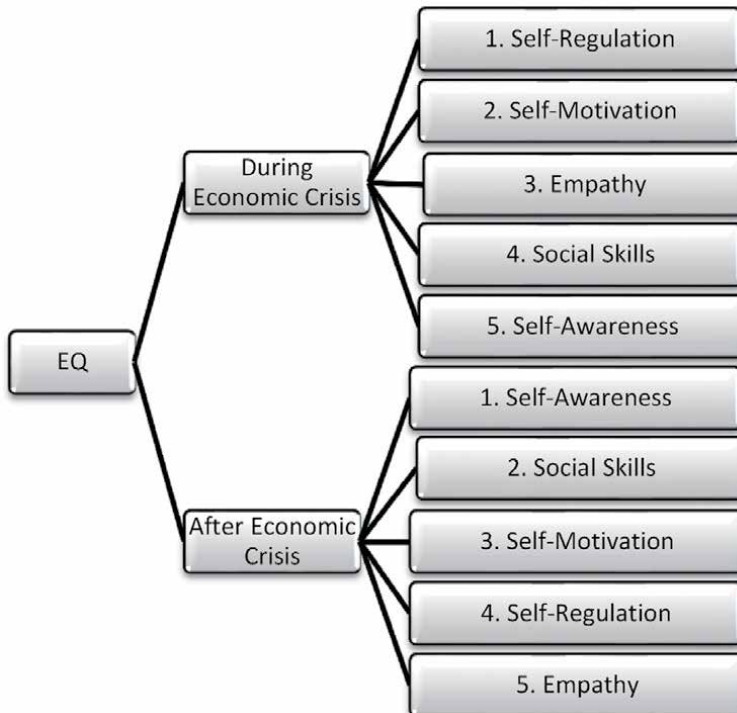 EQ
During
Economic Crisis
1. Self-Regulation
2. Self-Motivation
3. Empathy
4. Social Skills
5. Self-Awareness
After Economic
Crisis
1. Self-Awareness
2. Social Skills
3. Self-Motivation
4. Self-Regulation
5. Empathy